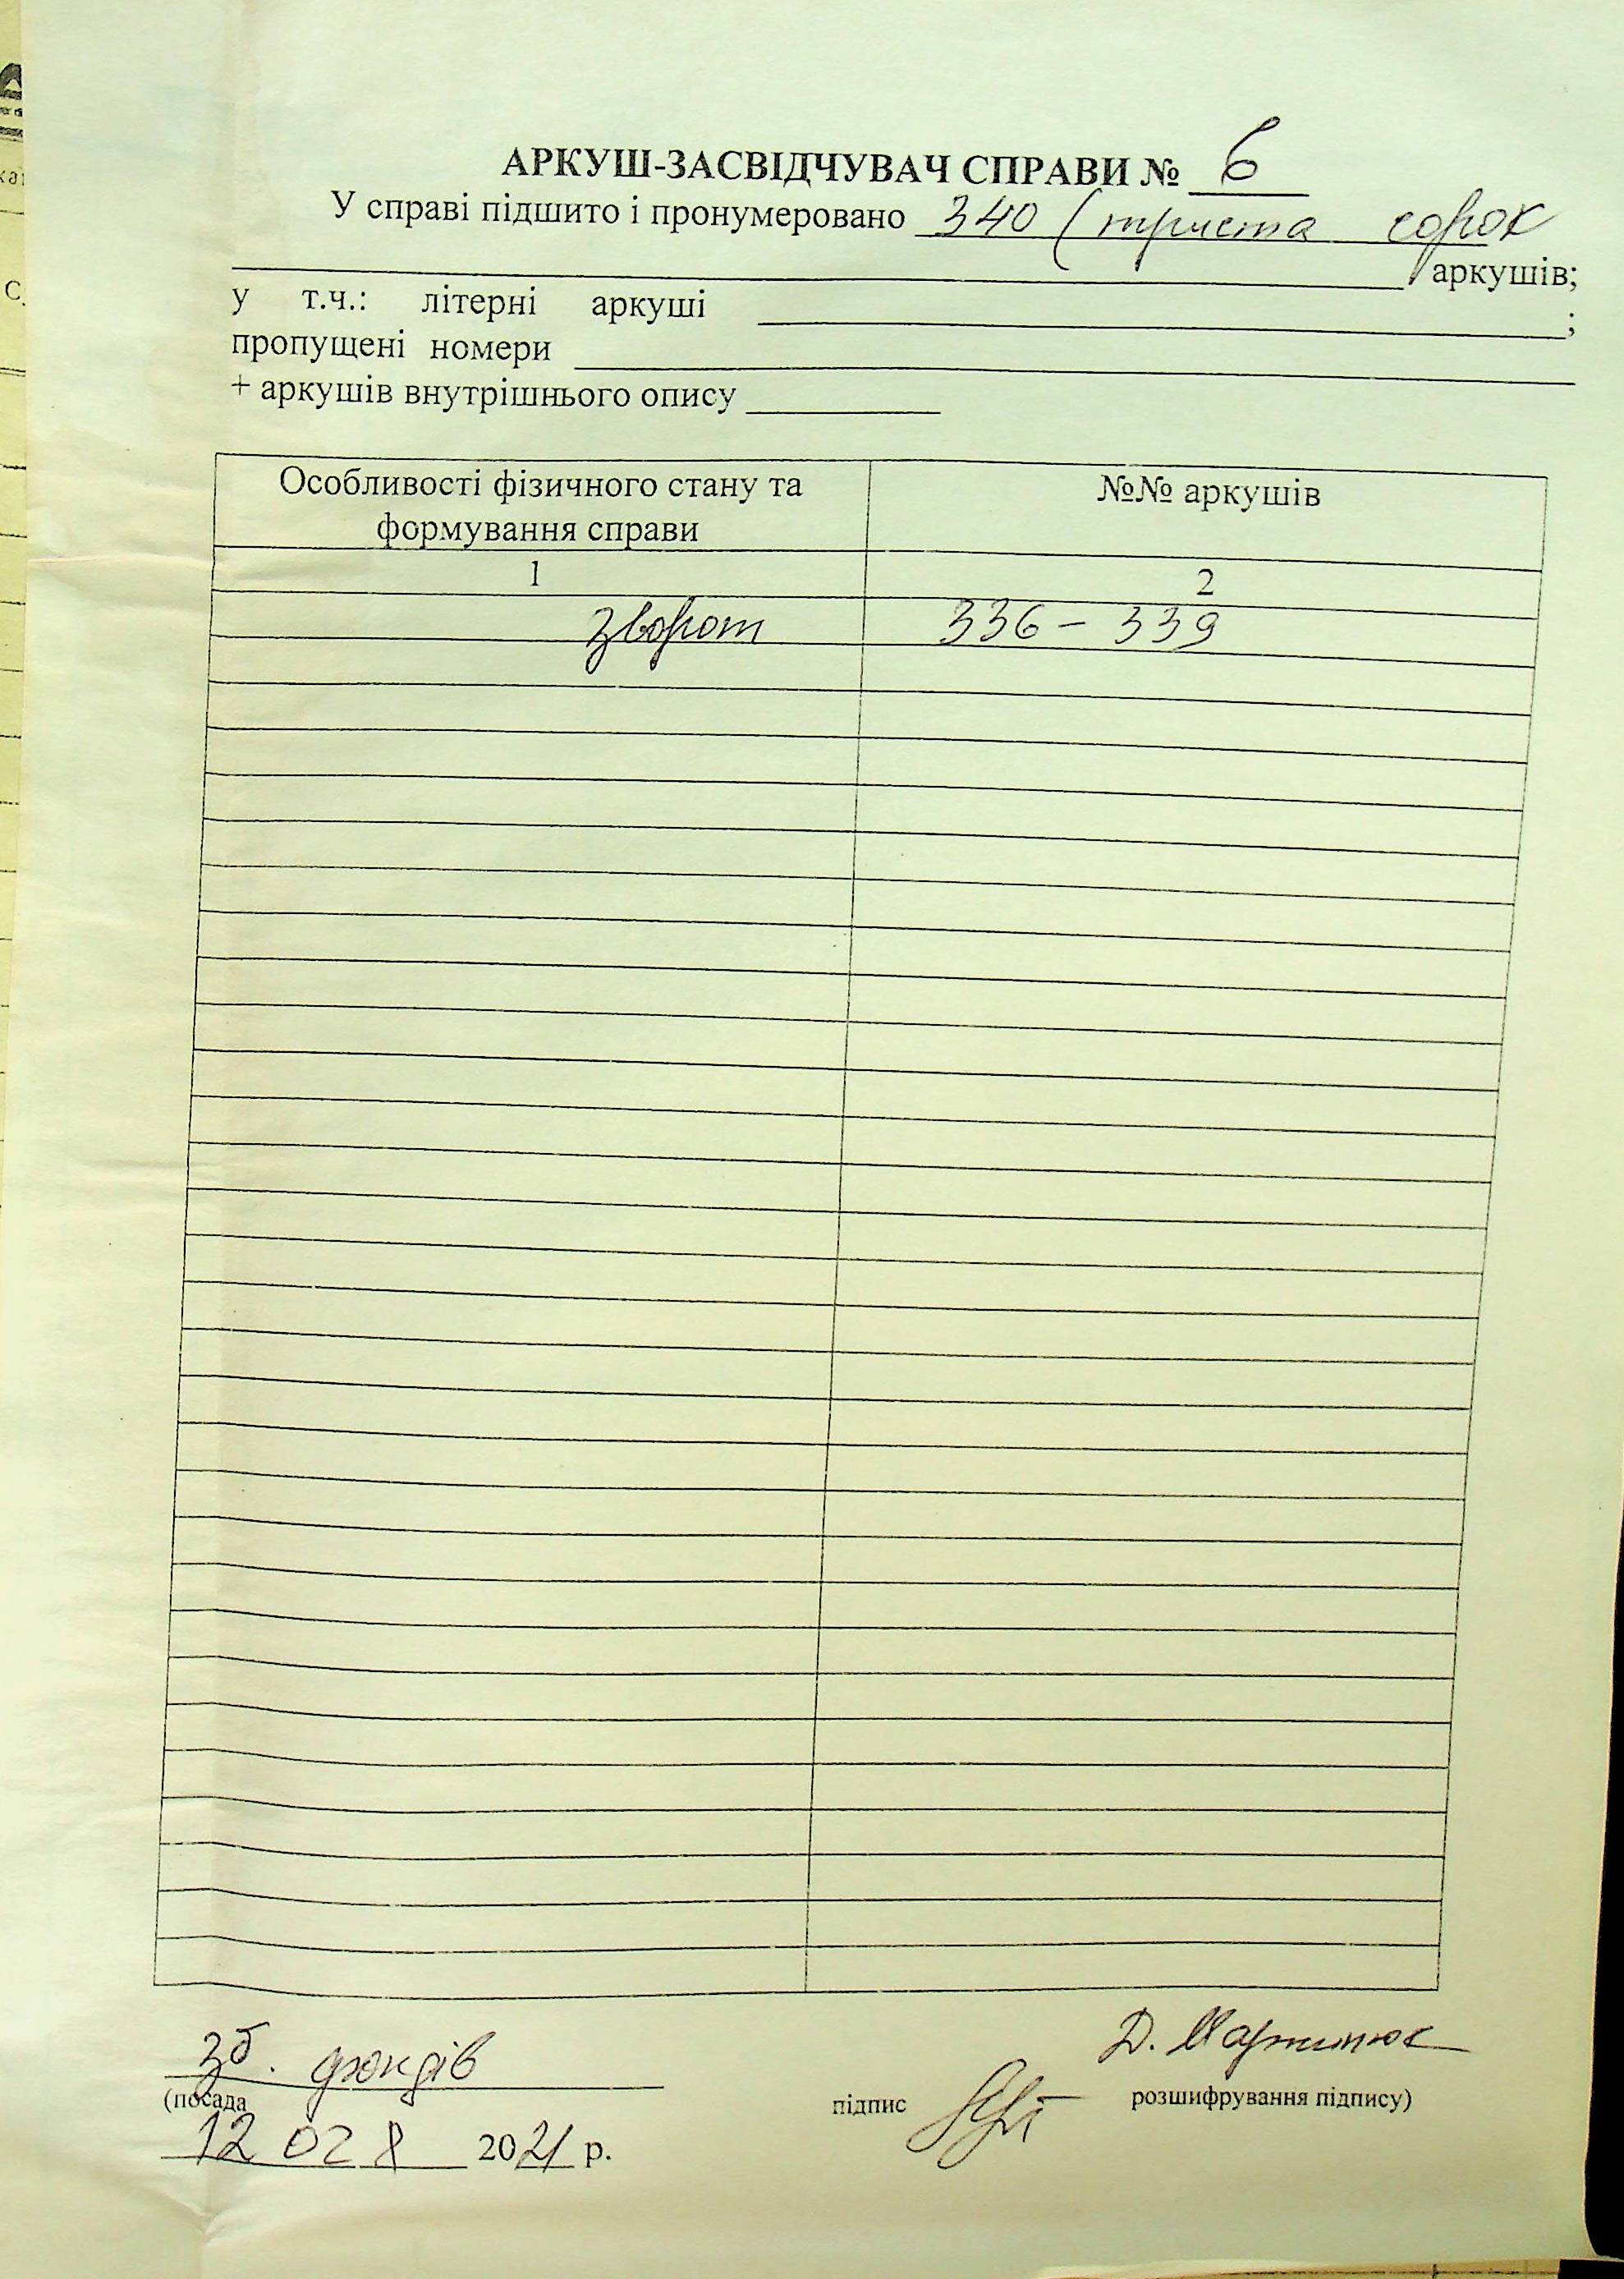 АРКУШ-ЗАСВІДЧУВАЧ СПРАВИ № 6
У справі підшито і пронумеровано 340 (триста сорок
) аркушів;
у т.ч.: літерні аркуші ;
пропущені номери
+ аркушів внутрішнього опису
Особливості фізичного стану та №№ аркушів
формування справи
1 2
зворот 336 – 339
зб. фондів Д. Мартинюк
(посада підпис розшифрування підпису)
12 02 2021 р.